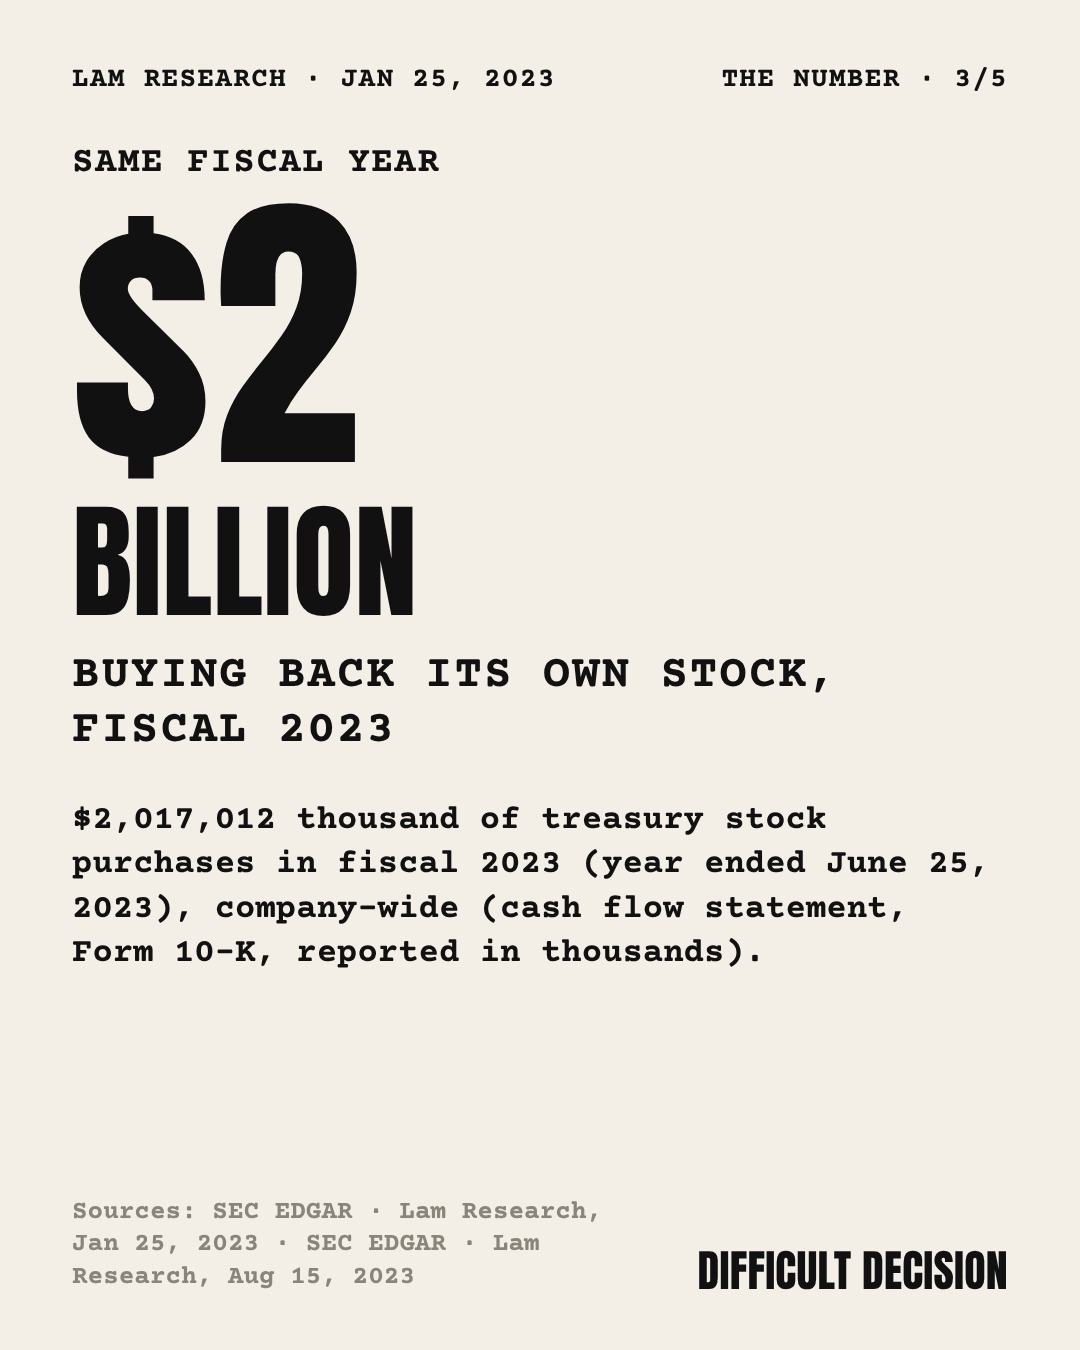 LAM RESEARCH · JAN 25, 2023
THE NUMBER · 3/5
SAME FISCAL YEAR
$2
BILLION
BUYING BACK ITS OWN STOCK,
FISCAL 2023
$2,017,012 thousand of treasury stock
purchases in fiscal 2023 (year ended June 25,
2023), company-wide (cash flow statement,
Form 10-K, reported in thousands).
Sources: SEC EDGAR · Lam Research,
Jan 25, 2023 · SEC EDGAR · Lam
Research, Aug 15, 2023
DIFFICULT DECISION